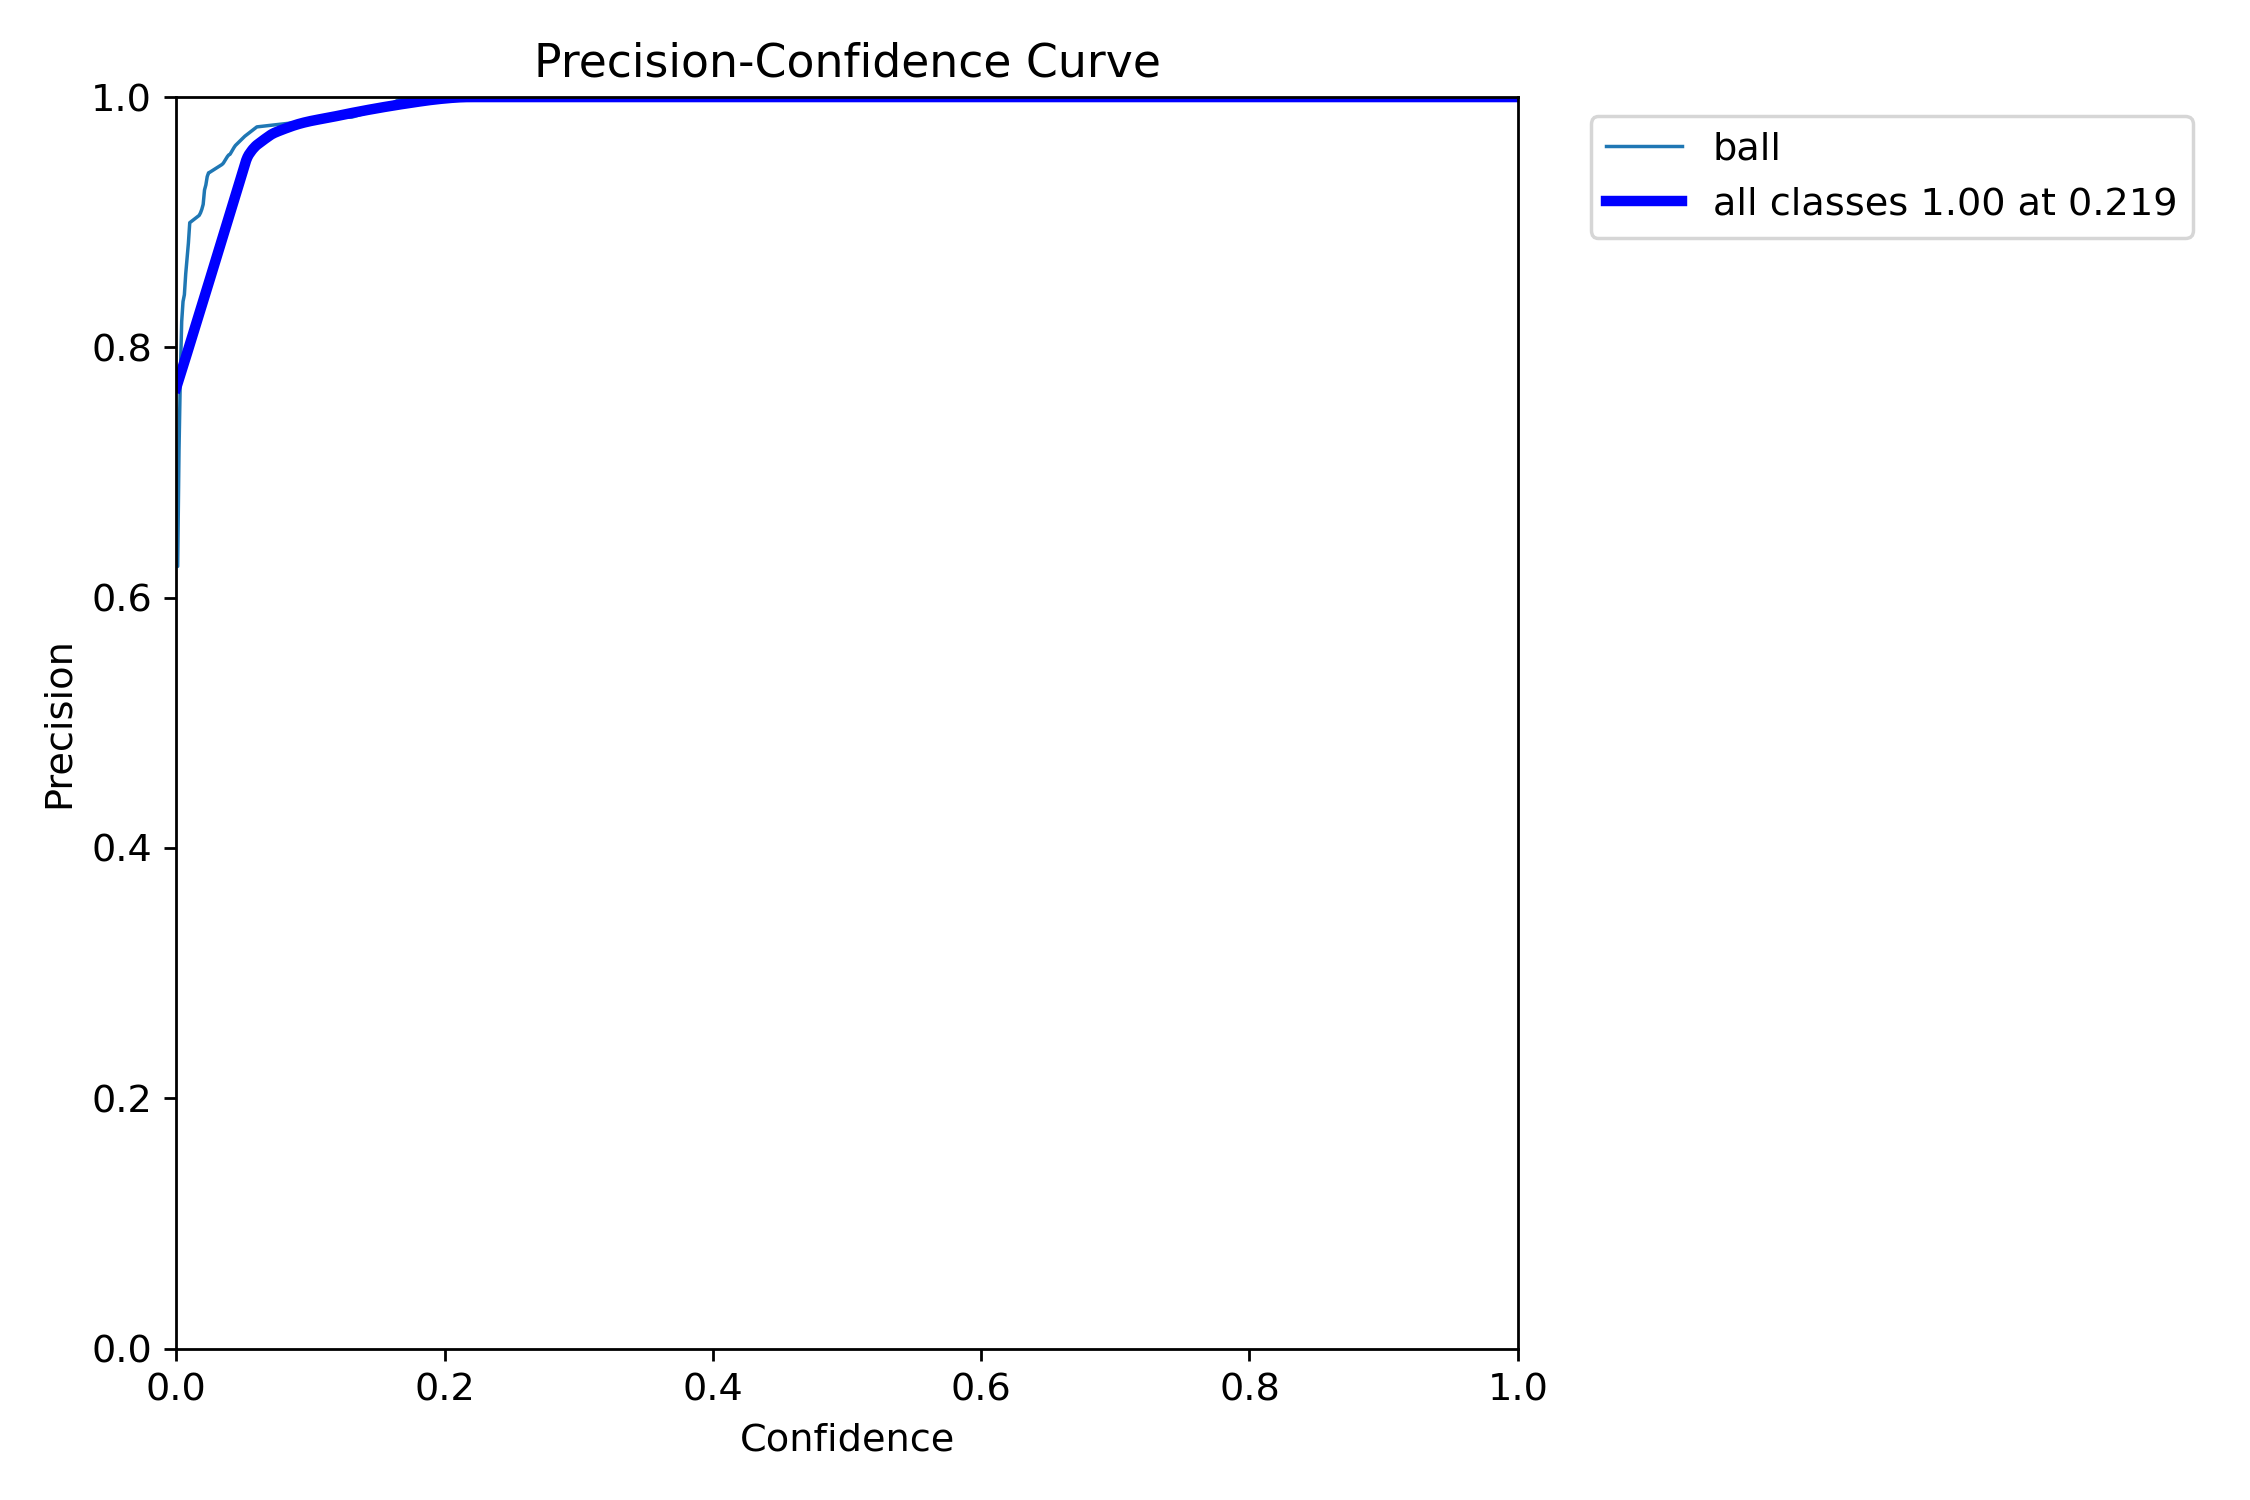 Precision-Confidence Curve
ball
all classes 1.00 at 0.219
Precision
1.0
0.8
0.6
0.4
0.2
0.0
0.0 0.2 0.4 0.6 0.8 1.0
Confidence